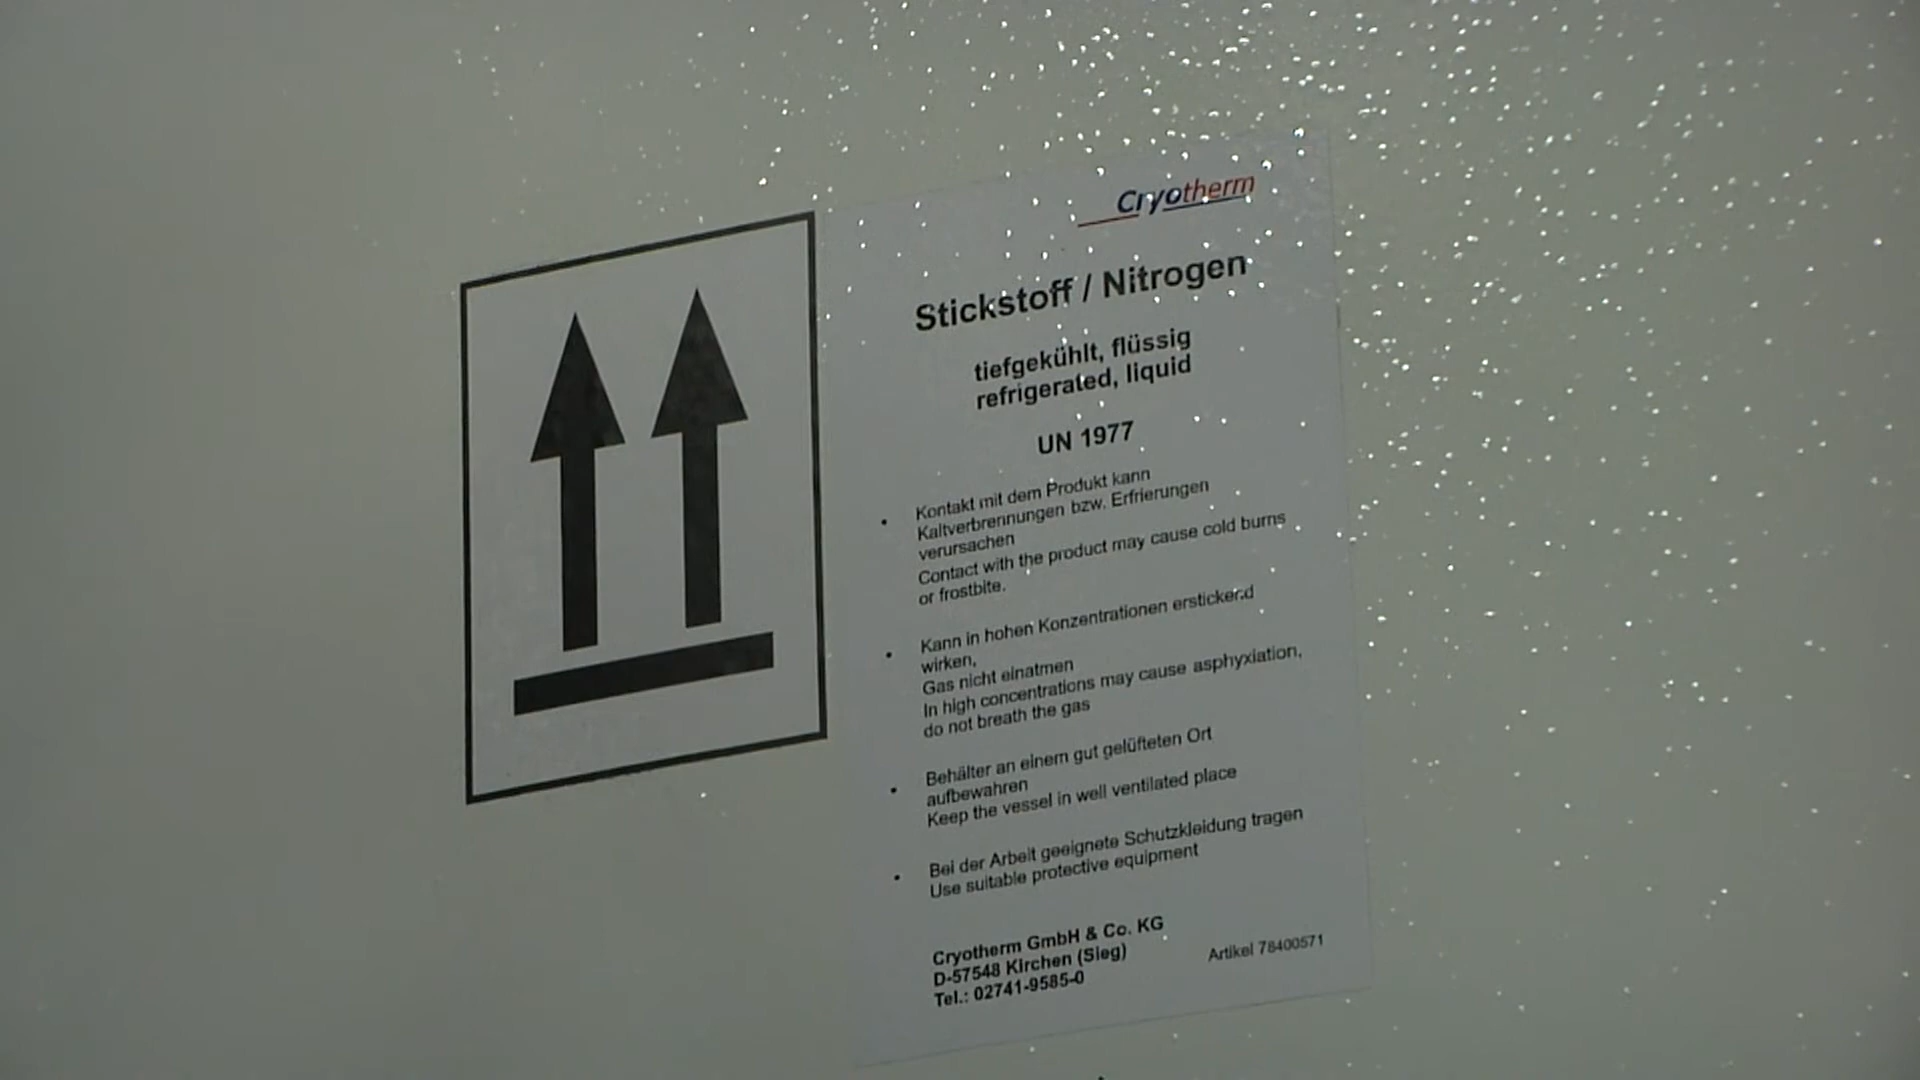 Cryotherm
Stickstoff / Nitrogen
tiefgekühlt, flüssig
refrigerated, liquid
UN 1977
• Kontakt mit dem Produkt kann
Kaltverbrennungen bzw. Erfrierungen
verursachen
Contact with the product may cause cold burns
or frostbite.
• Kann in hohen Konzentrationen erstickend
wirken,
Gas nicht einatmen
In high concentrations may cause asphyxiation,
do not breath the gas
• Behälter an einem gut gelüfteten Ort
aufbewahren
Keep the vessel in well ventilated place
• Bei der Arbeit geeignete Schutzkleidung tragen
Use suitable protective equipment
Cryotherm GmbH & Co. KG
D-57548 Kirchen (Sieg)
Tel.: 02741-9585-0
Artikel 78400571